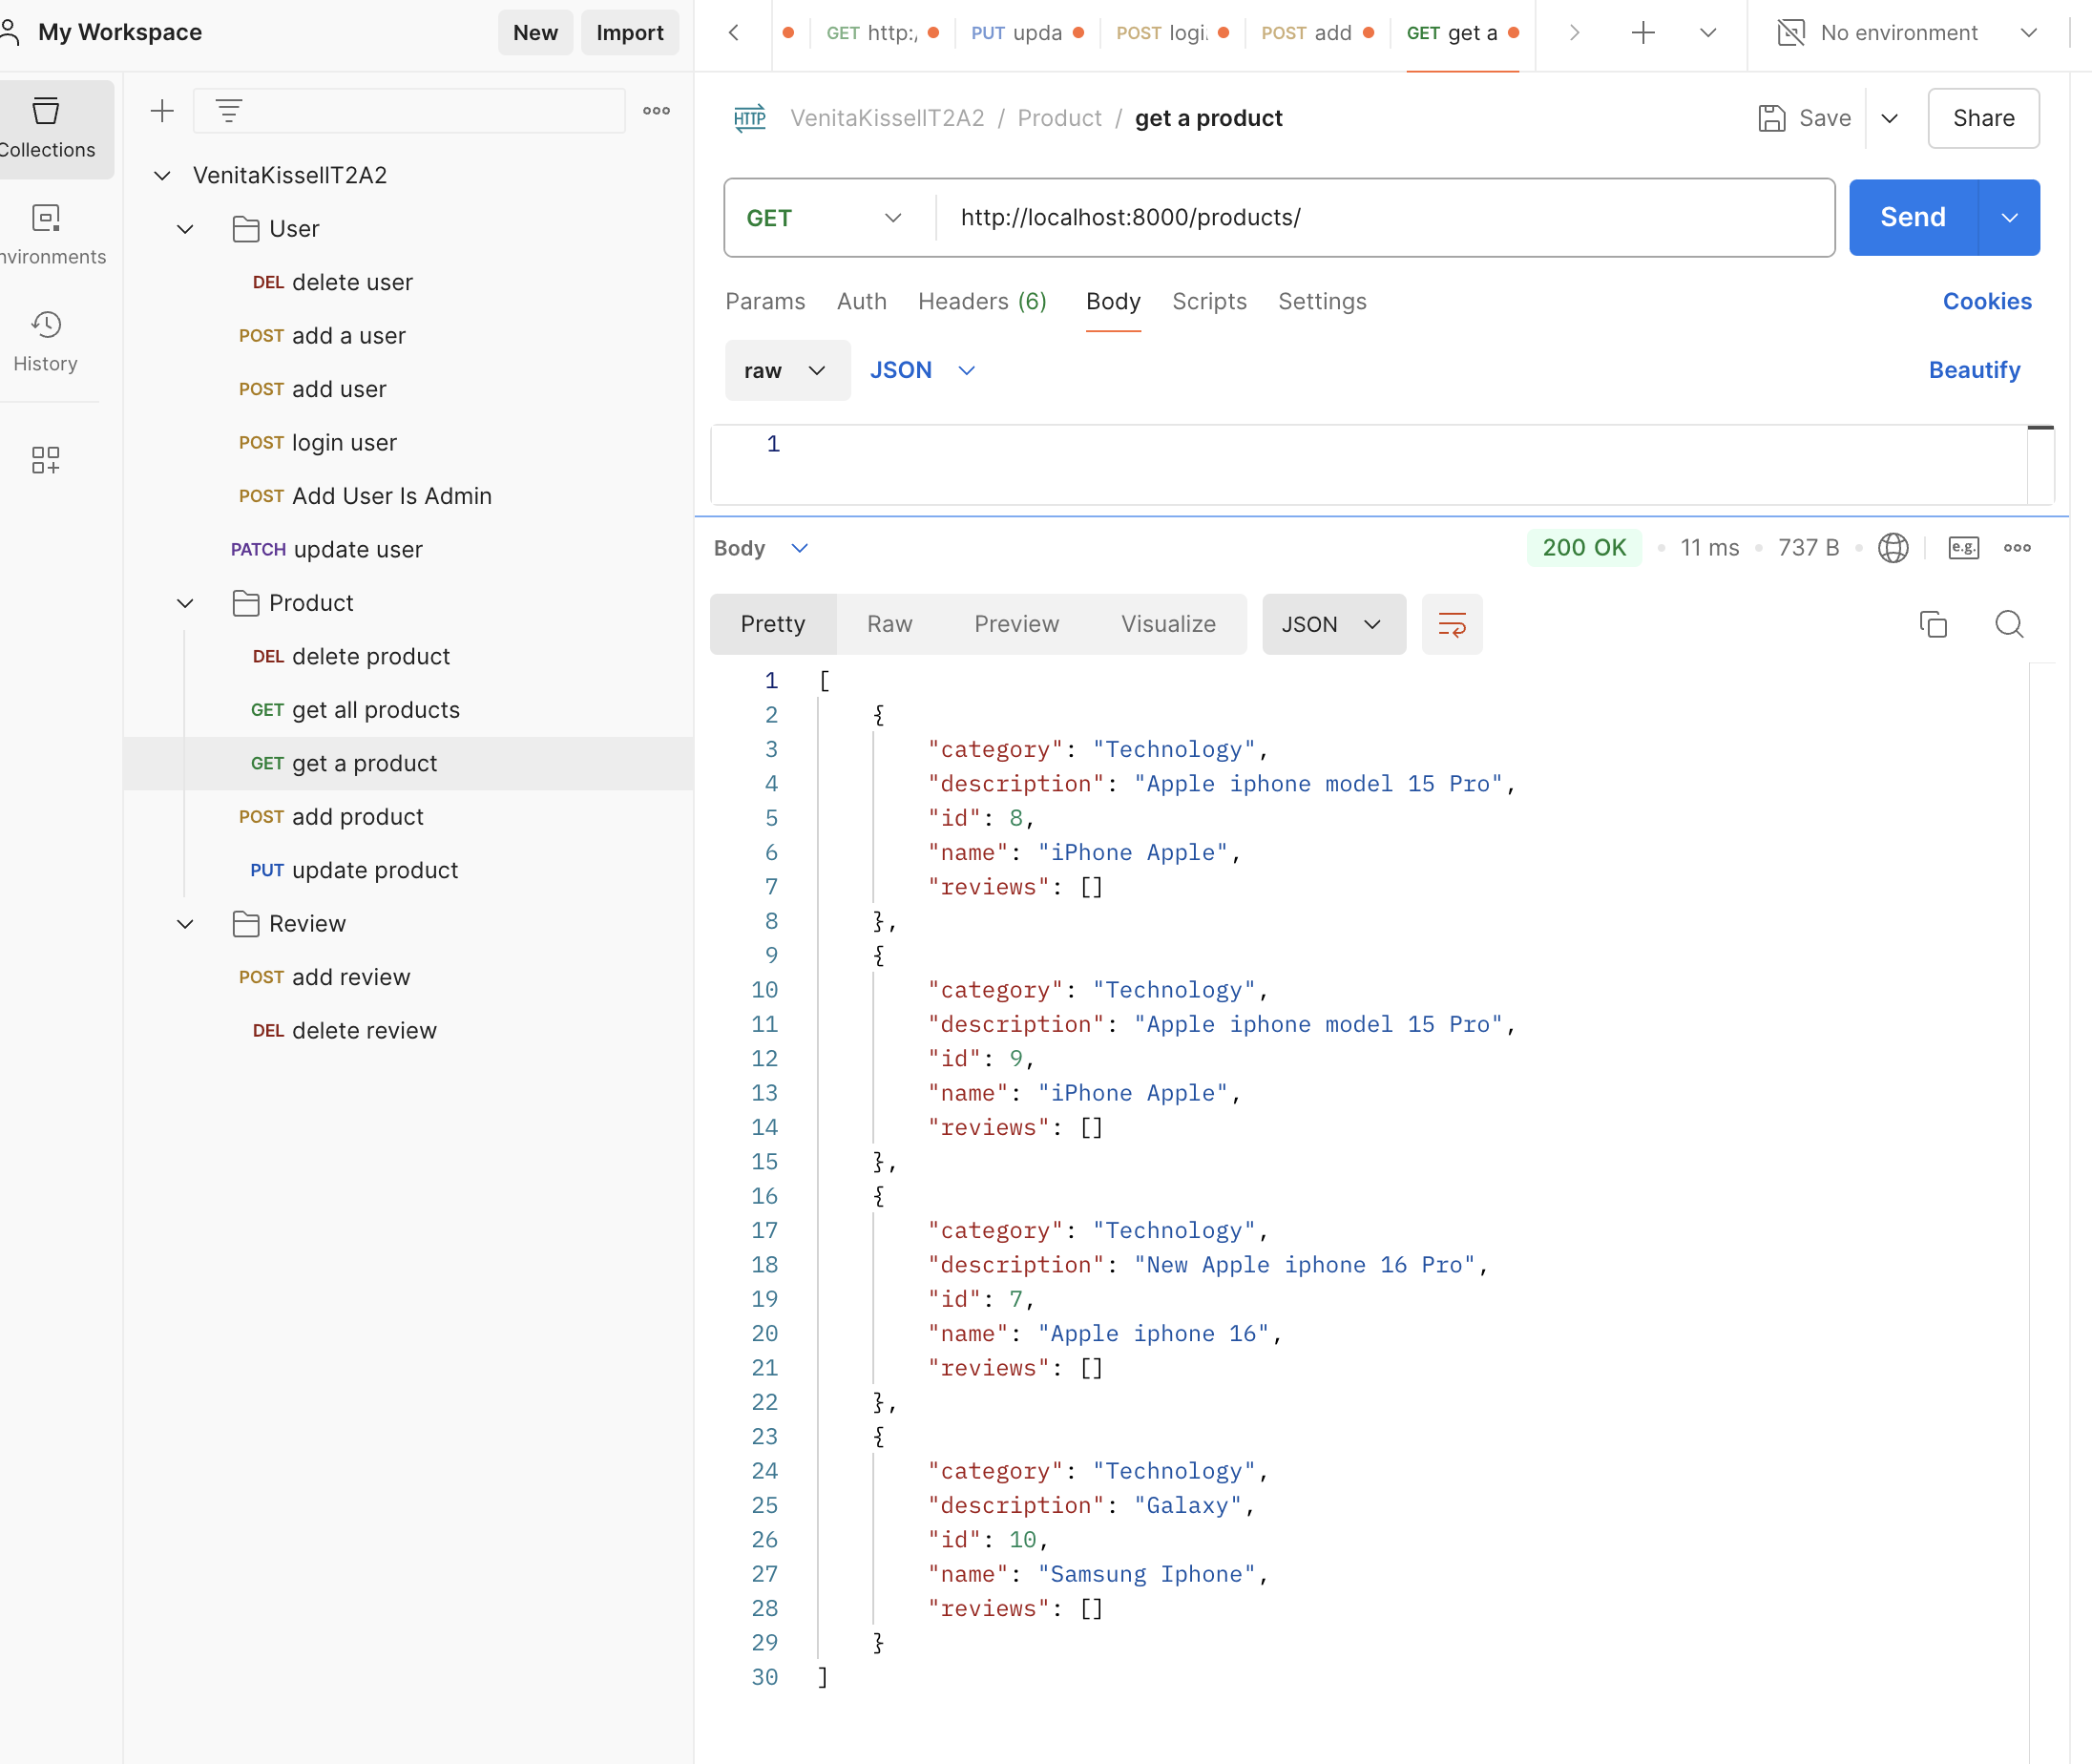 My Workspace
New
Import
GET http:
PUT upda
POST logi
POST add
GET get a
No environment
Collections
nvironments
History
VenitaKissellT2A2
User
DEL delete user
POST add a user
POST add user
POST login user
POST Add User Is Admin
PATCH update user
Product
DEL delete product
GET get all products
GET get a product
POST add product
PUT update product
Review
POST add review
DEL delete review
HTTP VenitaKissellT2A2 / Product / get a product
Save
Share
GET
http://localhost:8000/products/
Send
Params Auth Headers (6) Body Scripts Settings
Cookies
raw JSON
Beautify
1
Body
200 OK • 11 ms • 737 B
e.g.
Pretty Raw Preview Visualize JSON
1 [
2 {
3 "category": "Technology",
4 "description": "Apple iphone model 15 Pro",
5 "id": 8,
6 "name": "iPhone Apple",
7 "reviews": []
8 },
9 {
10 "category": "Technology",
11 "description": "Apple iphone model 15 Pro",
12 "id": 9,
13 "name": "iPhone Apple",
14 "reviews": []
15 },
16 {
17 "category": "Technology",
18 "description": "New Apple iphone 16 Pro",
19 "id": 7,
20 "name": "Apple iphone 16",
21 "reviews": []
22 },
23 {
24 "category": "Technology",
25 "description": "Galaxy",
26 "id": 10,
27 "name": "Samsung Iphone",
28 "reviews": []
29 }
30 ]